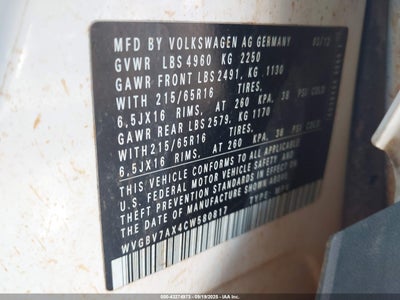 MFD BY VOLKSWAGEN AG GERMANY
GVWR LBS 4960 KG 2250
GAWR FRONT LBS 2491, KG 1130
WITH 215/65R16 TIRES,
6.5JX16 RIMS, AT 260 KPA, 38 PSI COLD
GAWR REAR LBS 2579, KG 1170
WITH 215/65R16 TIRES,
6.5JX16 RIMS, AT 260 KPA, 38 PSI COLD
THIS VEHICLE CONFORMS TO ALL APPLICABLE
U.S. FEDERAL MOTOR VEHICLE SAFETY AND
THEFT PREVENTION STANDARDS IN EFFECT
ON THE DATE OF MANUFACTURE SHOWN ABOVE
WVGBV7AX4CW580817 TYPE: MPV